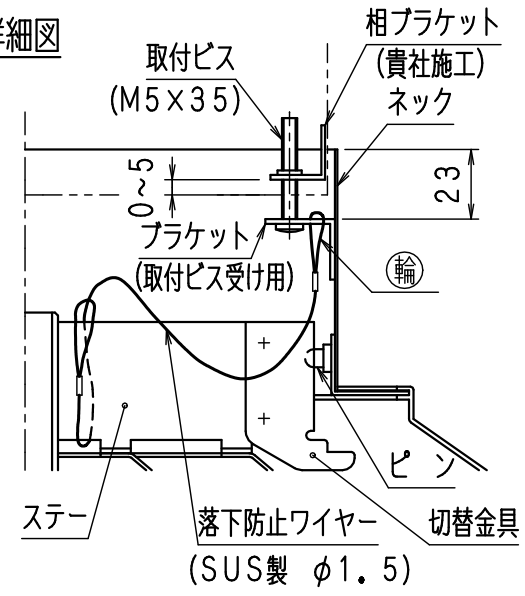 詳細図
相ブラケット
(貴社施工)
取付ビス
(M5×35)
ネック
0~5
23
ブラケット
(取付ビス受け用)
輪
ピン
ステー
落下防止ワイヤー
(SUS製 φ1.5)
切替金具